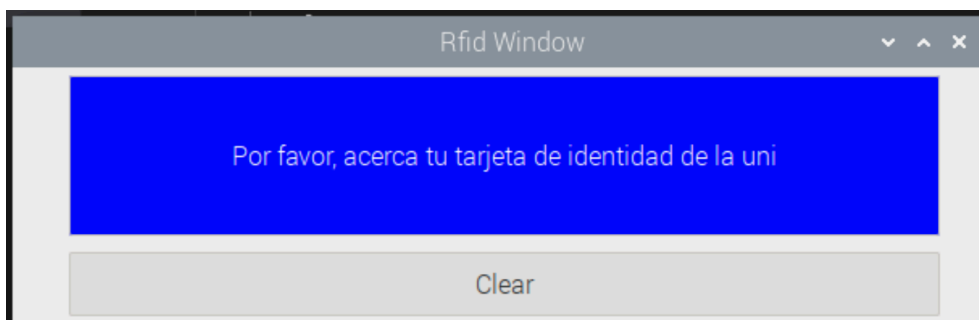 Rfid Window
Por favor, acerca tu tarjeta de identidad de la uni
Clear